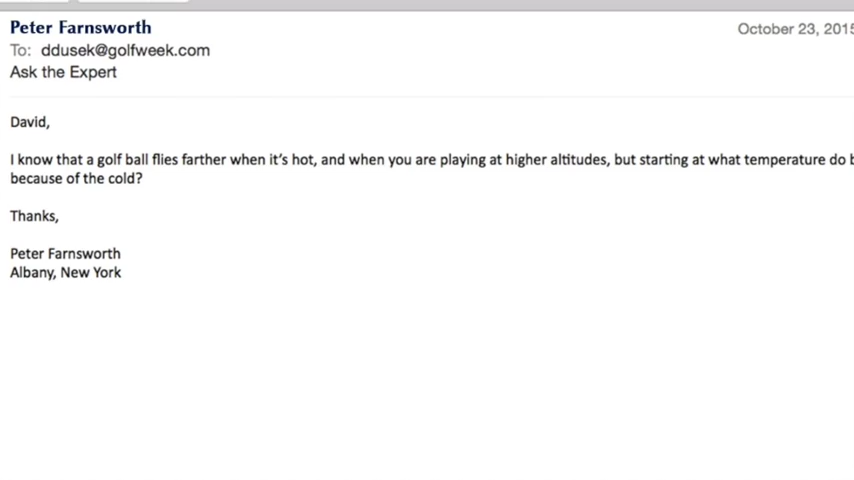 Peter Farnsworth
October 23, 2015
To: ddusek@golfweek.com
Ask the Expert
David,
I know that a golf ball flies farther when it's hot, and when you are playing at higher altitudes, but starting at what temperature do
because of the cold?
Thanks,
Peter Farnsworth
Albany, New York